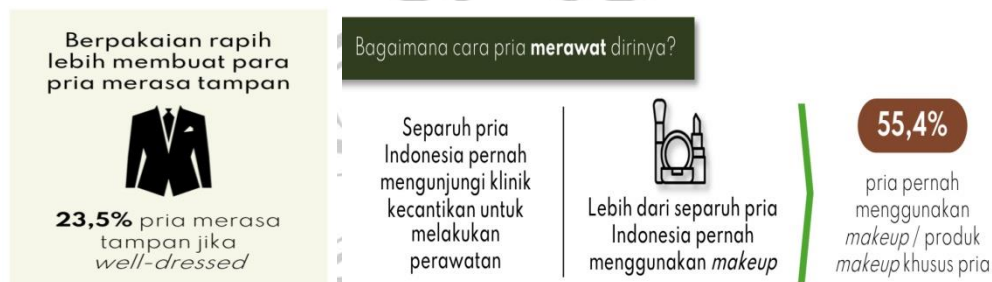 Berpakaian rapih
lebih membuat para
pria merasa tampan
23,5% pria merasa
tampan jika
well-dressed
Bagaimana cara pria merawat dirinya?
Separuh pria
Indonesia pernah
mengunjungi klinik
kecantikan untuk
melakukan
perawatan
Lebih dari separuh pria
Indonesia pernah
menggunakan makeup
55,4%
pria pernah
menggunakan
makeup / produk
makeup khusus pria